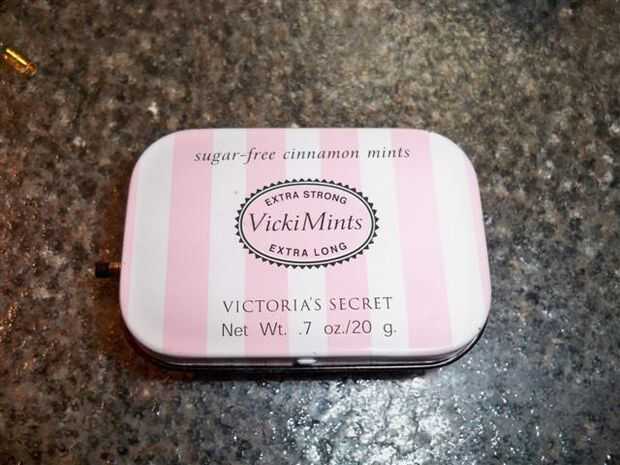 sugar-free cinnamon mints
EXTRA STRONG
VickiMints
EXTRA LONG
VICTORIA'S SECRET
Net Wt. .7 oz./20 g.